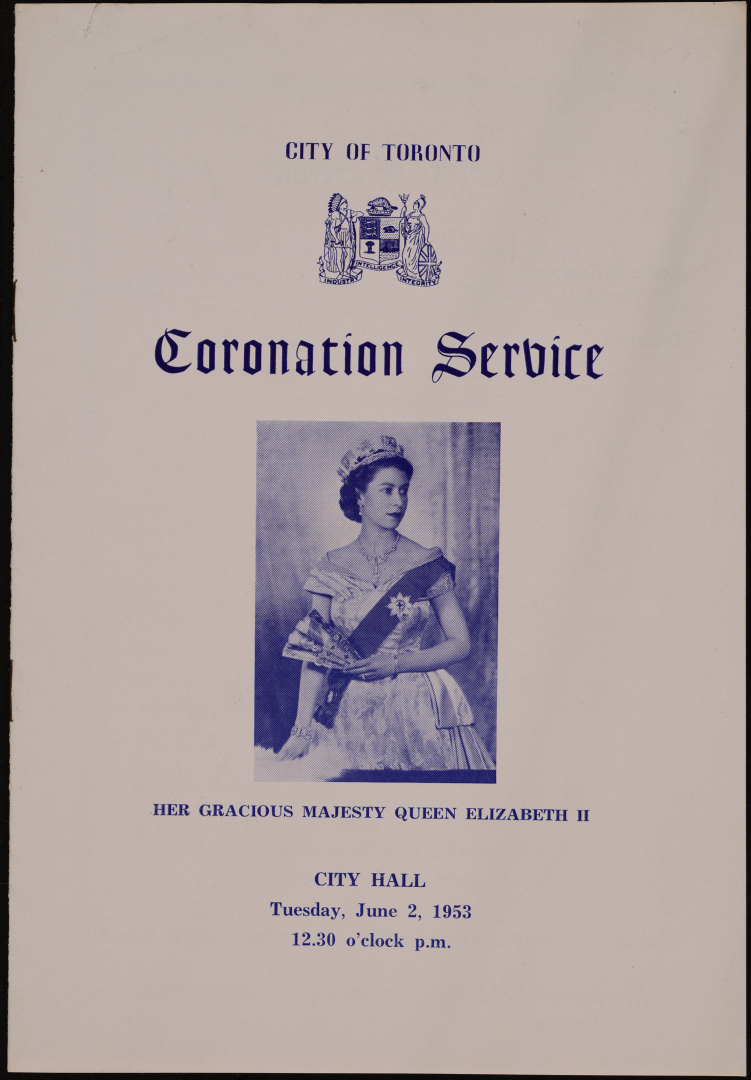 CITY OF TORONTO
INDUSTRY
INTELLIGENCE
INTEGRITY
Coronation Service
HER GRACIOUS MAJESTY QUEEN ELIZABETH II
CITY HALL
Tuesday, June 2, 1953
12.30 o'clock p.m.